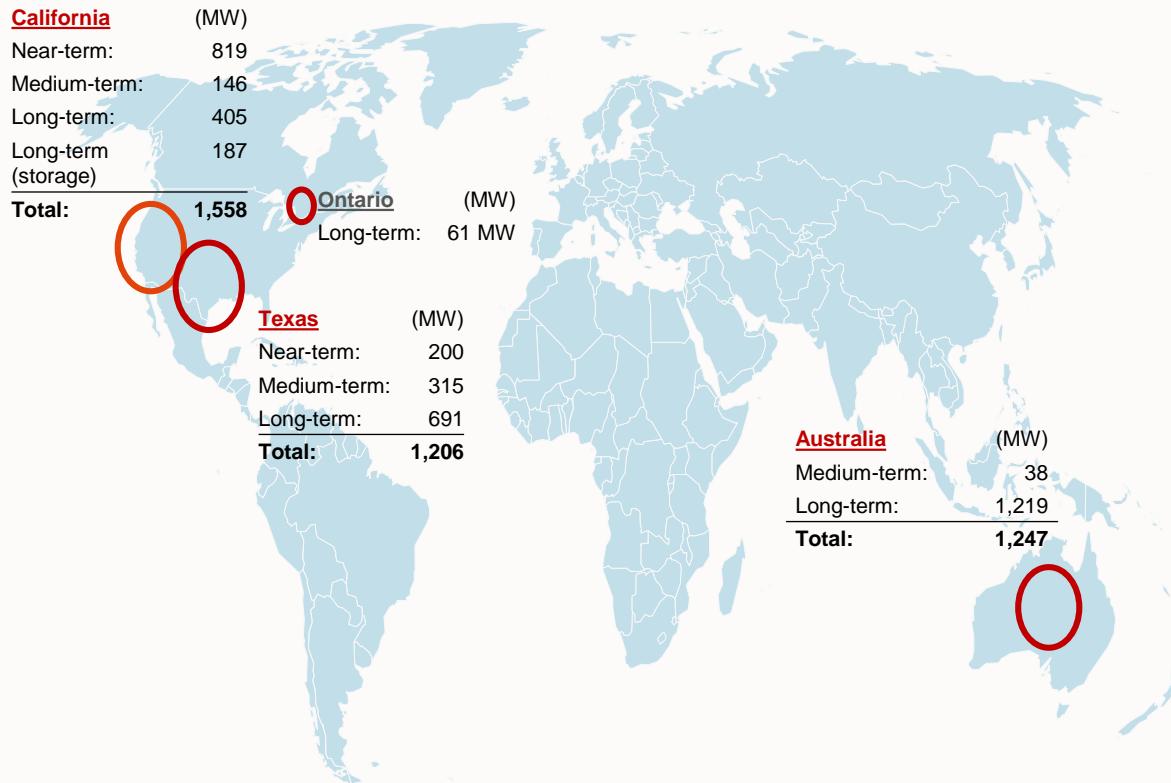 California (MW)
Near-term: 819
Medium-term: 146
Long-term: 405
Long-term
(storage) 187
Total: 1,558
Ontario (MW)
Long-term: 61 MW
Texas (MW)
Near-term: 200
Medium-term: 315
Long-term: 691
Total: 1,206
Australia (MW)
Medium-term: 38
Long-term: 1,219
Total: 1,247